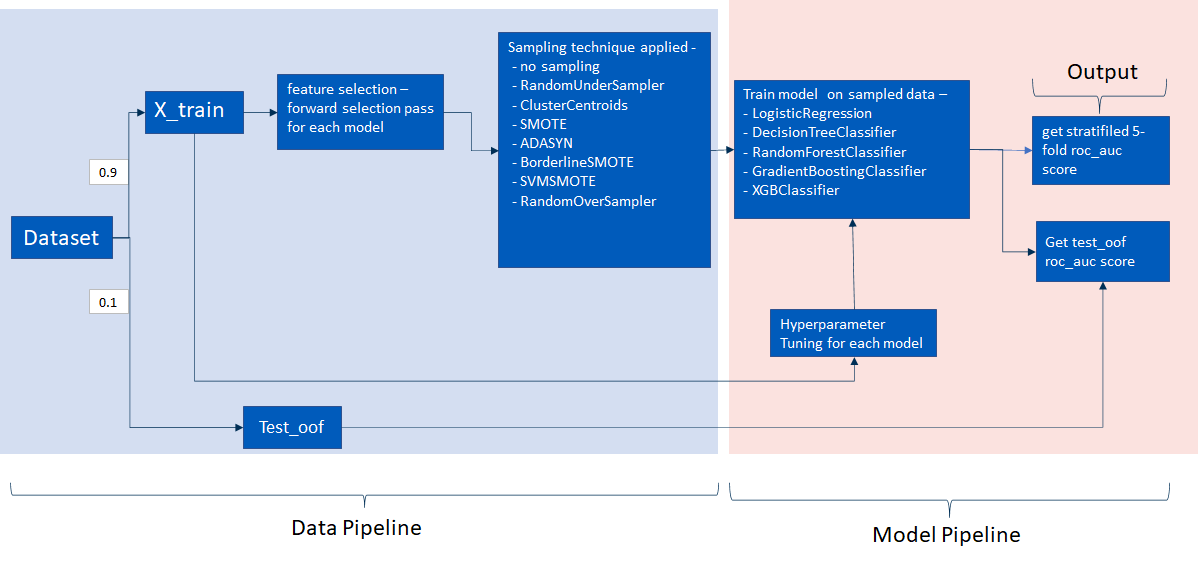 Dataset
0.9
0.1
X_train
feature selection –
forward selection pass
for each model
Sampling technique applied -
- no sampling
- RandomUnderSampler
- ClusterCentroids
- SMOTE
- ADASYN
- BorderlineSMOTE
- SVMSMOTE
- RandomOverSampler
Test_oof
Train model on sampled data –
- LogisticRegression
- DecisionTreeClassifier
- RandomForestClassifier
- GradientBoostingClassifier
- XGBClassifier
Hyperparameter
Tuning for each model
Output
get stratifiled 5-
fold roc_auc
score
Get test_oof
roc_auc score
Data Pipeline
Model Pipeline